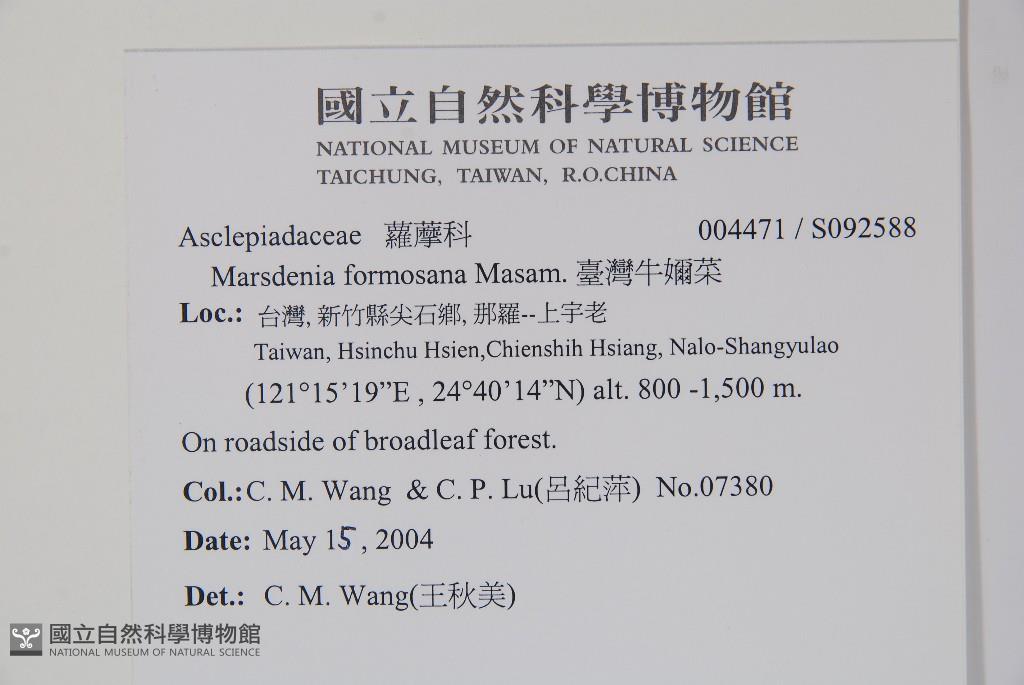 國立自然科學博物館
NATIONAL MUSEUM OF NATURAL SCIENCE
TAICHUNG, TAIWAN, R.O.CHINA
Asclepiadaceae 蘿藦科 004471 / S092588
Marsdenia formosana Masam. 臺灣牛嬭菜
Loc.: 台灣, 新竹縣尖石鄉, 那羅--上宇老
Taiwan, Hsinchu Hsien,Chienshih Hsiang, Nalo-Shangyulao
(121°15’19”E , 24°40’14”N) alt. 800 -1,500 m.
On roadside of broadleaf forest.
Col.: C. M. Wang & C. P. Lu(呂紀萍) No.07380
Date: May 15 , 2004
Det.: C. M. Wang(王秋美)
國立自然科學博物館
NATIONAL MUSEUM OF NATURAL SCIENCE